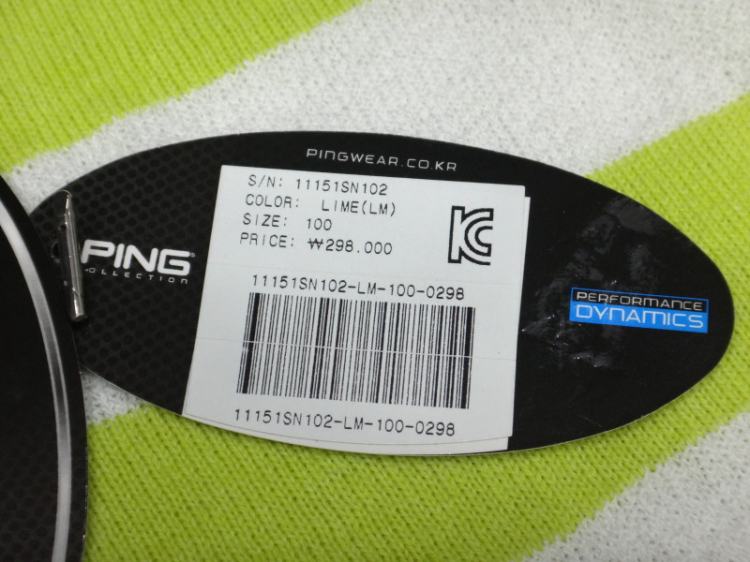 PINGWEAR.CO.KR
S/N: 11151SN102
COLOR: LIME(LM)
SIZE: 100
PRICE: ₩298.000
KC
PING
COLLECTION
11151SN102-LM-100-0298
11151SN102-LM-100-0298
PERFORMANCE
DYNAMICS